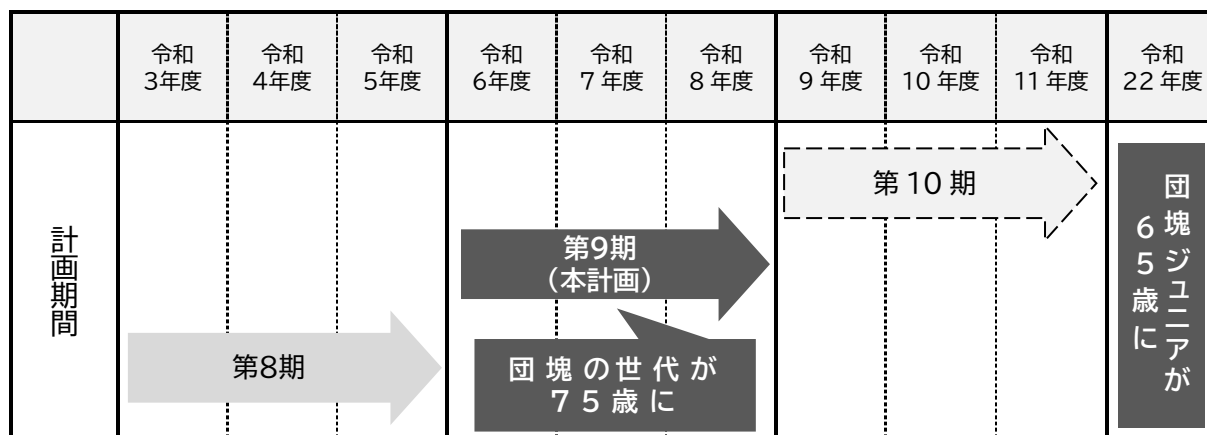 令和
3年度
令和
4年度
令和
5年度
令和
6年度
令和
7年度
令和
8年度
令和
9年度
令和
10年度
令和
11年度
令和
22年度
計画期間
第10期
第9期
（本計画）
第8期
団塊の世代が
75歳に
団塊ジュニアが
65歳に